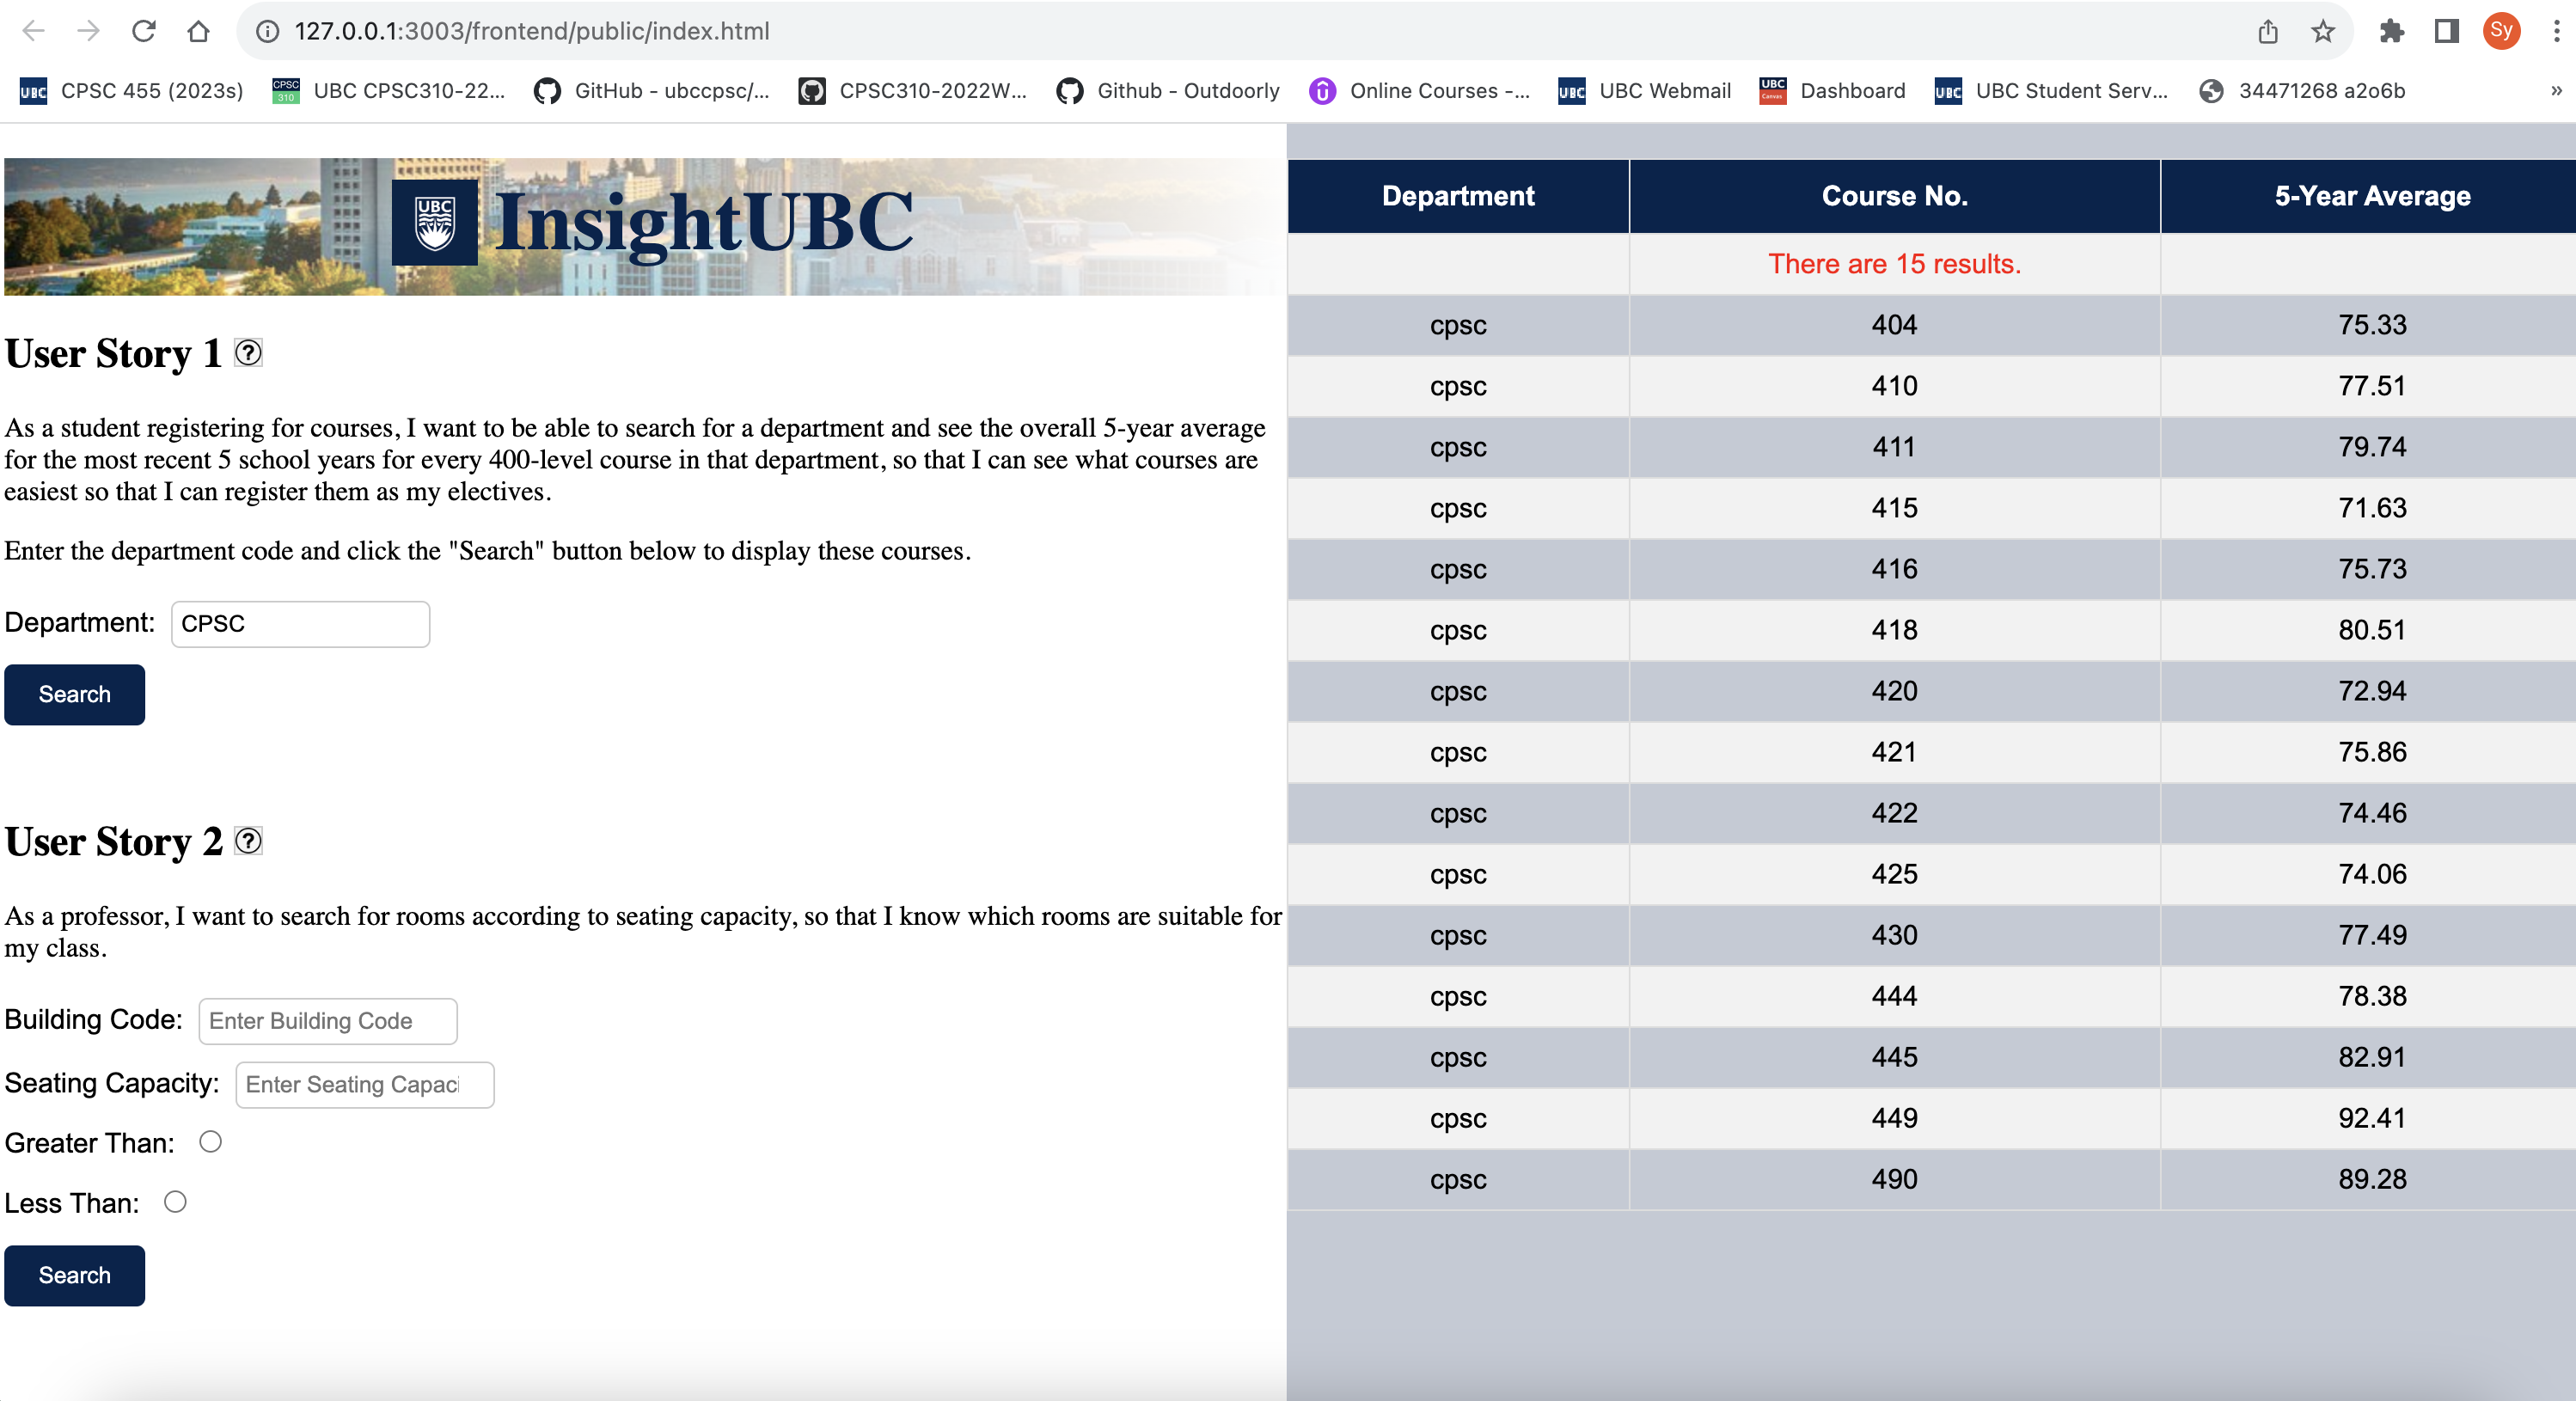 127.0.0.1:3003/frontend/public/index.html
Sy
UBC CPSC 455 (2023s)
CPSC 310 UBC CPSC310-22...
GitHub - ubccpsc/...
CPSC310-2022W...
Github - Outdoorly
Online Courses -...
UBC UBC Webmail
UBC Canvas Dashboard
UBC UBC Student Serv...
34471268 a2o6b
»
UBC
InsightUBC
User Story 1 ?
As a student registering for courses, I want to be able to search for a department and see the overall 5-year average
for the most recent 5 school years for every 400-level course in that department, so that I can see what courses are
easiest so that I can register them as my electives.
Enter the department code and click the "Search" button below to display these courses.
Department: CPSC
Search
User Story 2 ?
As a professor, I want to search for rooms according to seating capacity, so that I know which rooms are suitable for
my class.
Building Code: Enter Building Code
Seating Capacity: Enter Seating Capaci
Greater Than:
Less Than:
Search
Department Course No. 5-Year Average
There are 15 results.
cpsc 404 75.33
cpsc 410 77.51
cpsc 411 79.74
cpsc 415 71.63
cpsc 416 75.73
cpsc 418 80.51
cpsc 420 72.94
cpsc 421 75.86
cpsc 422 74.46
cpsc 425 74.06
cpsc 430 77.49
cpsc 444 78.38
cpsc 445 82.91
cpsc 449 92.41
cpsc 490 89.28